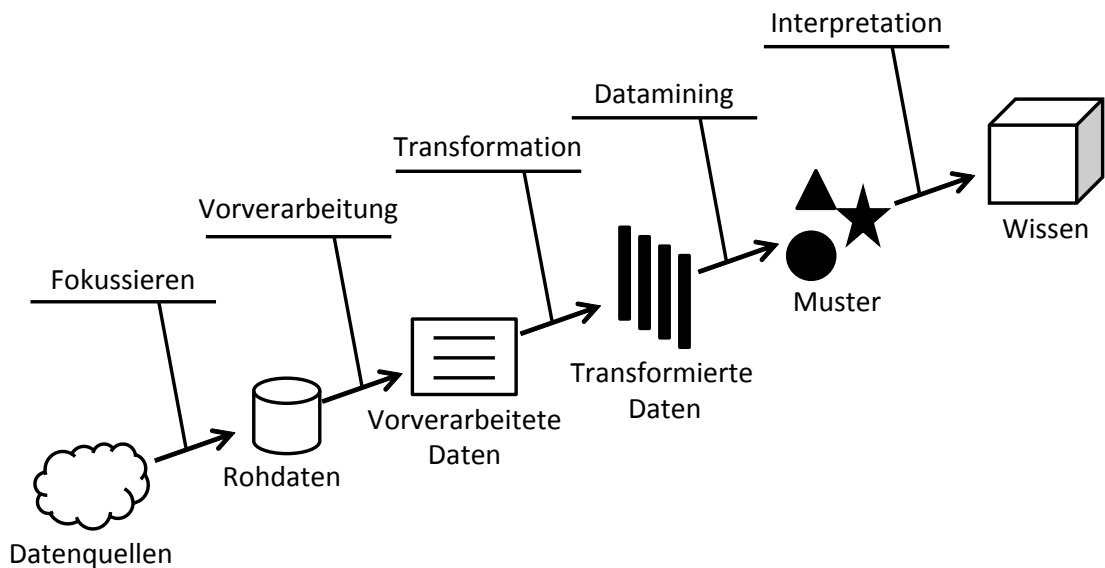 Interpretation
Datamining
Transformation
Vorverarbeitung
Fokussieren
Wissen
Muster
Transformierte
Daten
Vorverarbeitete
Daten
Rohdaten
Datenquellen